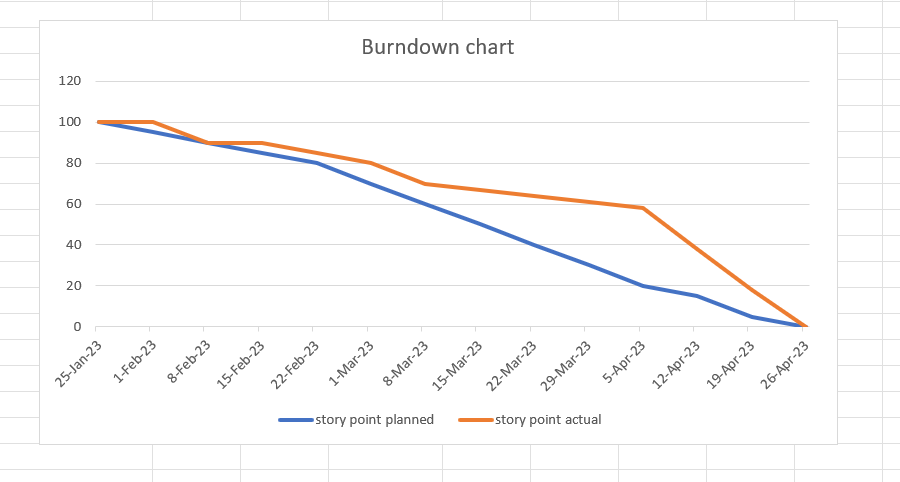 Burndown chart
120
100
80
60
40
20
0
25-Jan-23
1-Feb-23
8-Feb-23
15-Feb-23
22-Feb-23
1-Mar-23
8-Mar-23
15-Mar-23
22-Mar-23
29-Mar-23
5-Apr-23
12-Apr-23
19-Apr-23
26-Apr-23
story point planned
story point actual